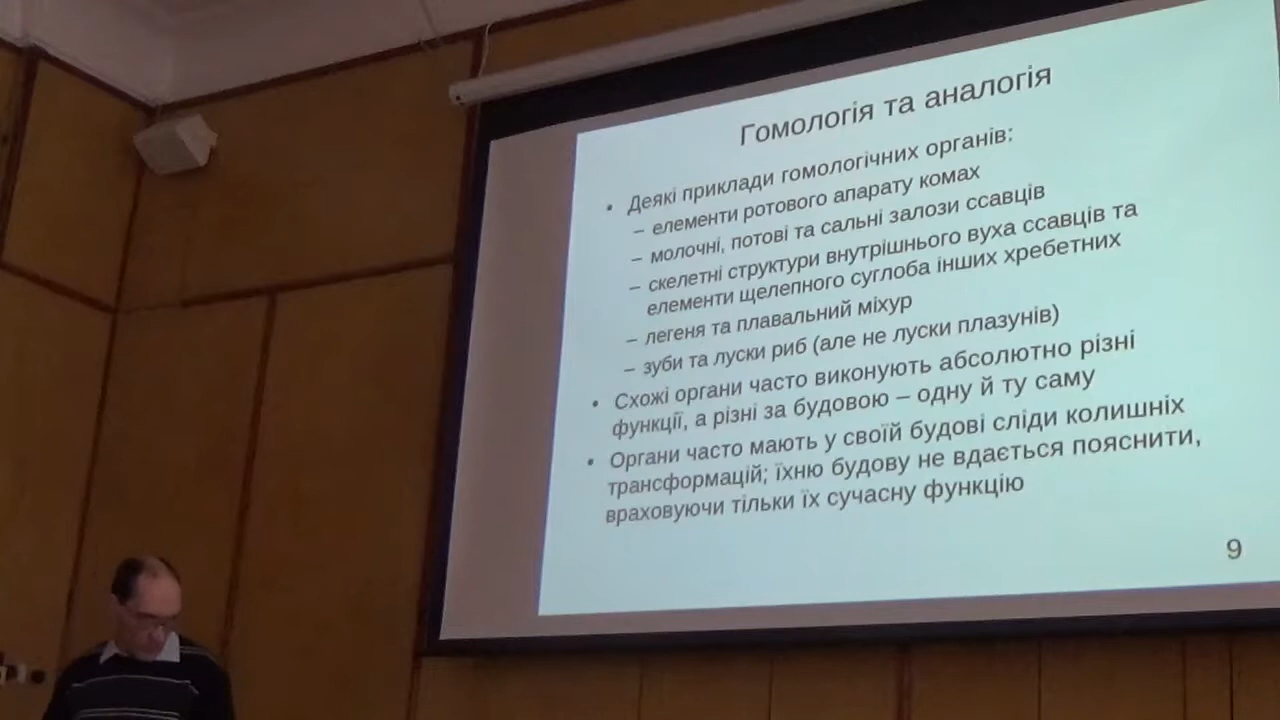 Гомологія та аналогія
• Деякі приклади гомологічних органів:
– елементи ротового апарату комах
– молочні, потові та сальні залози ссавців
– скелетні структури внутрішнього вуха ссавців та
елементи щелепного суглоба інших хребетних
– легеня та плавальний міхур
– зуби та луски риб (але не луски плазунів)
• Схожі органи часто виконують абсолютно різні
функції, а різні за будовою – одну й ту саму
• Органи часто мають у своїй будові сліди колишніх
трансформацій; їхню будову не вдається пояснити,
враховуючи тільки їх сучасну функцію
9